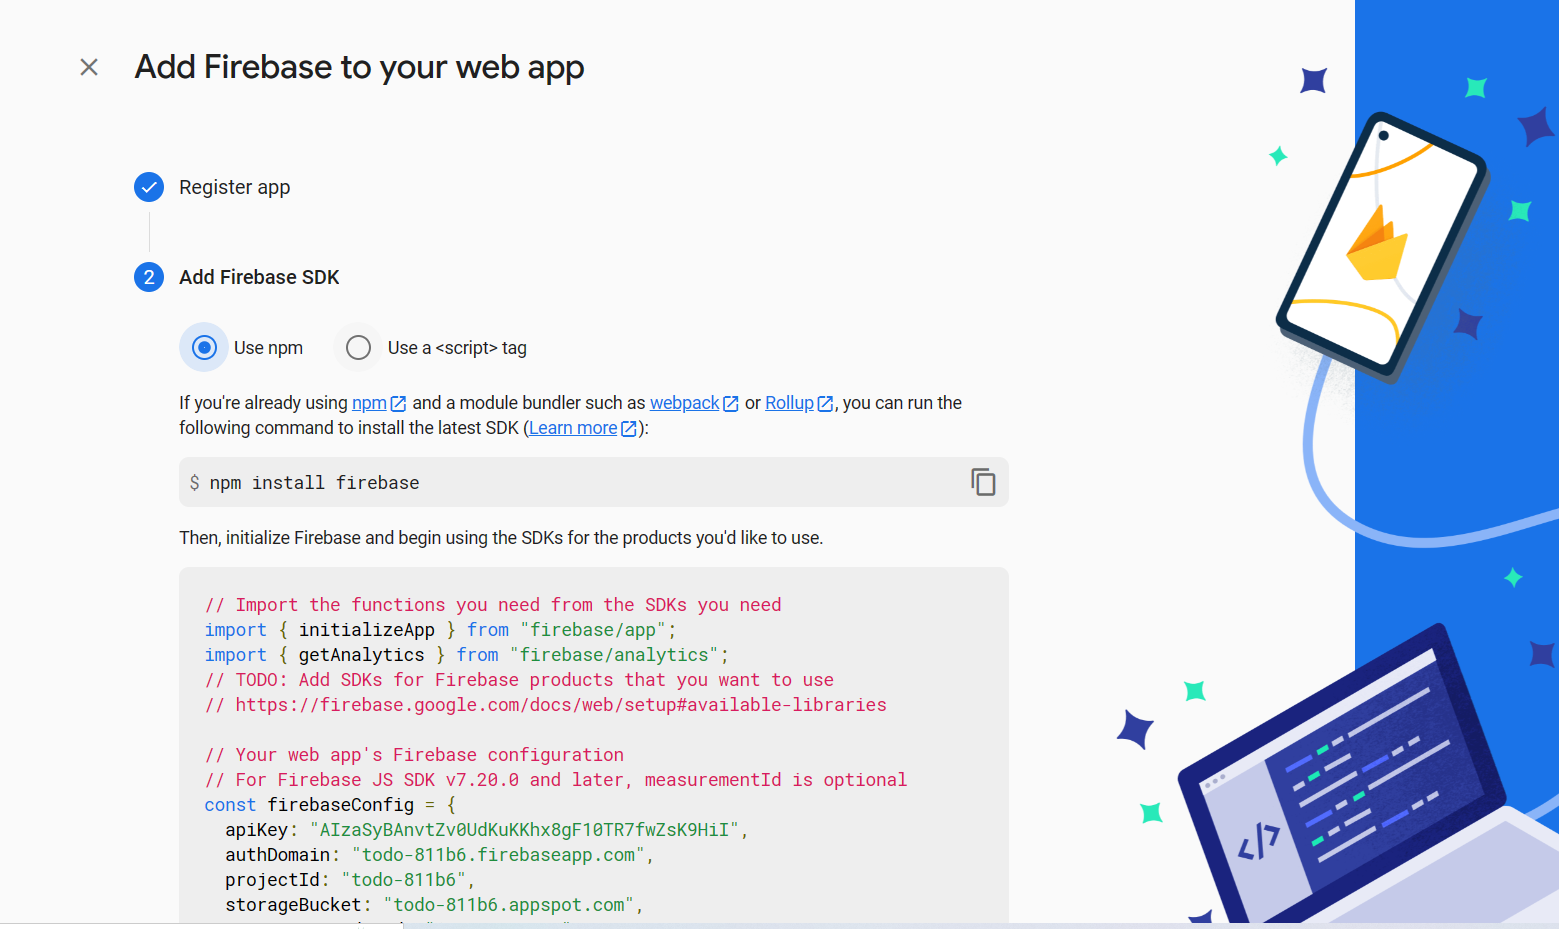 Add Firebase to your web app
Register app
2 Add Firebase SDK
Use npm Use a <script> tag
If you're already using npm and a module bundler such as webpack or Rollup, you can run the
following command to install the latest SDK (Learn more):
$ npm install firebase
Then, initialize Firebase and begin using the SDKs for the products you'd like to use.
// Import the functions you need from the SDKs you need
import { initializeApp } from "firebase/app";
import { getAnalytics } from "firebase/analytics";
// TODO: Add SDKs for Firebase products that you want to use
// https://firebase.google.com/docs/web/setup#available-libraries
// Your web app's Firebase configuration
// For Firebase JS SDK v7.20.0 and later, measurementId is optional
const firebaseConfig = {
apiKey: "AIzaSyBAnvtZv0UdKuKKhx8gF10TR7fwZsK9HiI",
authDomain: "todo-811b6.firebaseapp.com",
projectId: "todo-811b6",
storageBucket: "todo-811b6.appspot.com",
</>